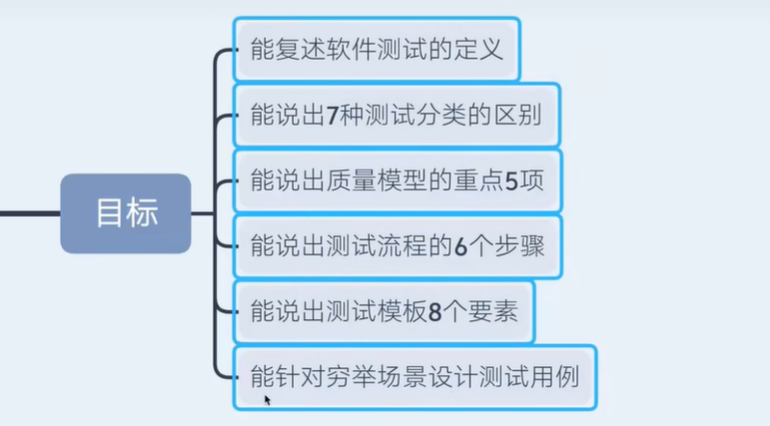 目标
能复述软件测试的定义
能说出7种测试分类的区别
能说出质量模型的重点5项
能说出测试流程的6个步骤
能说出测试模板8个要素
能针对穷举场景设计测试用例